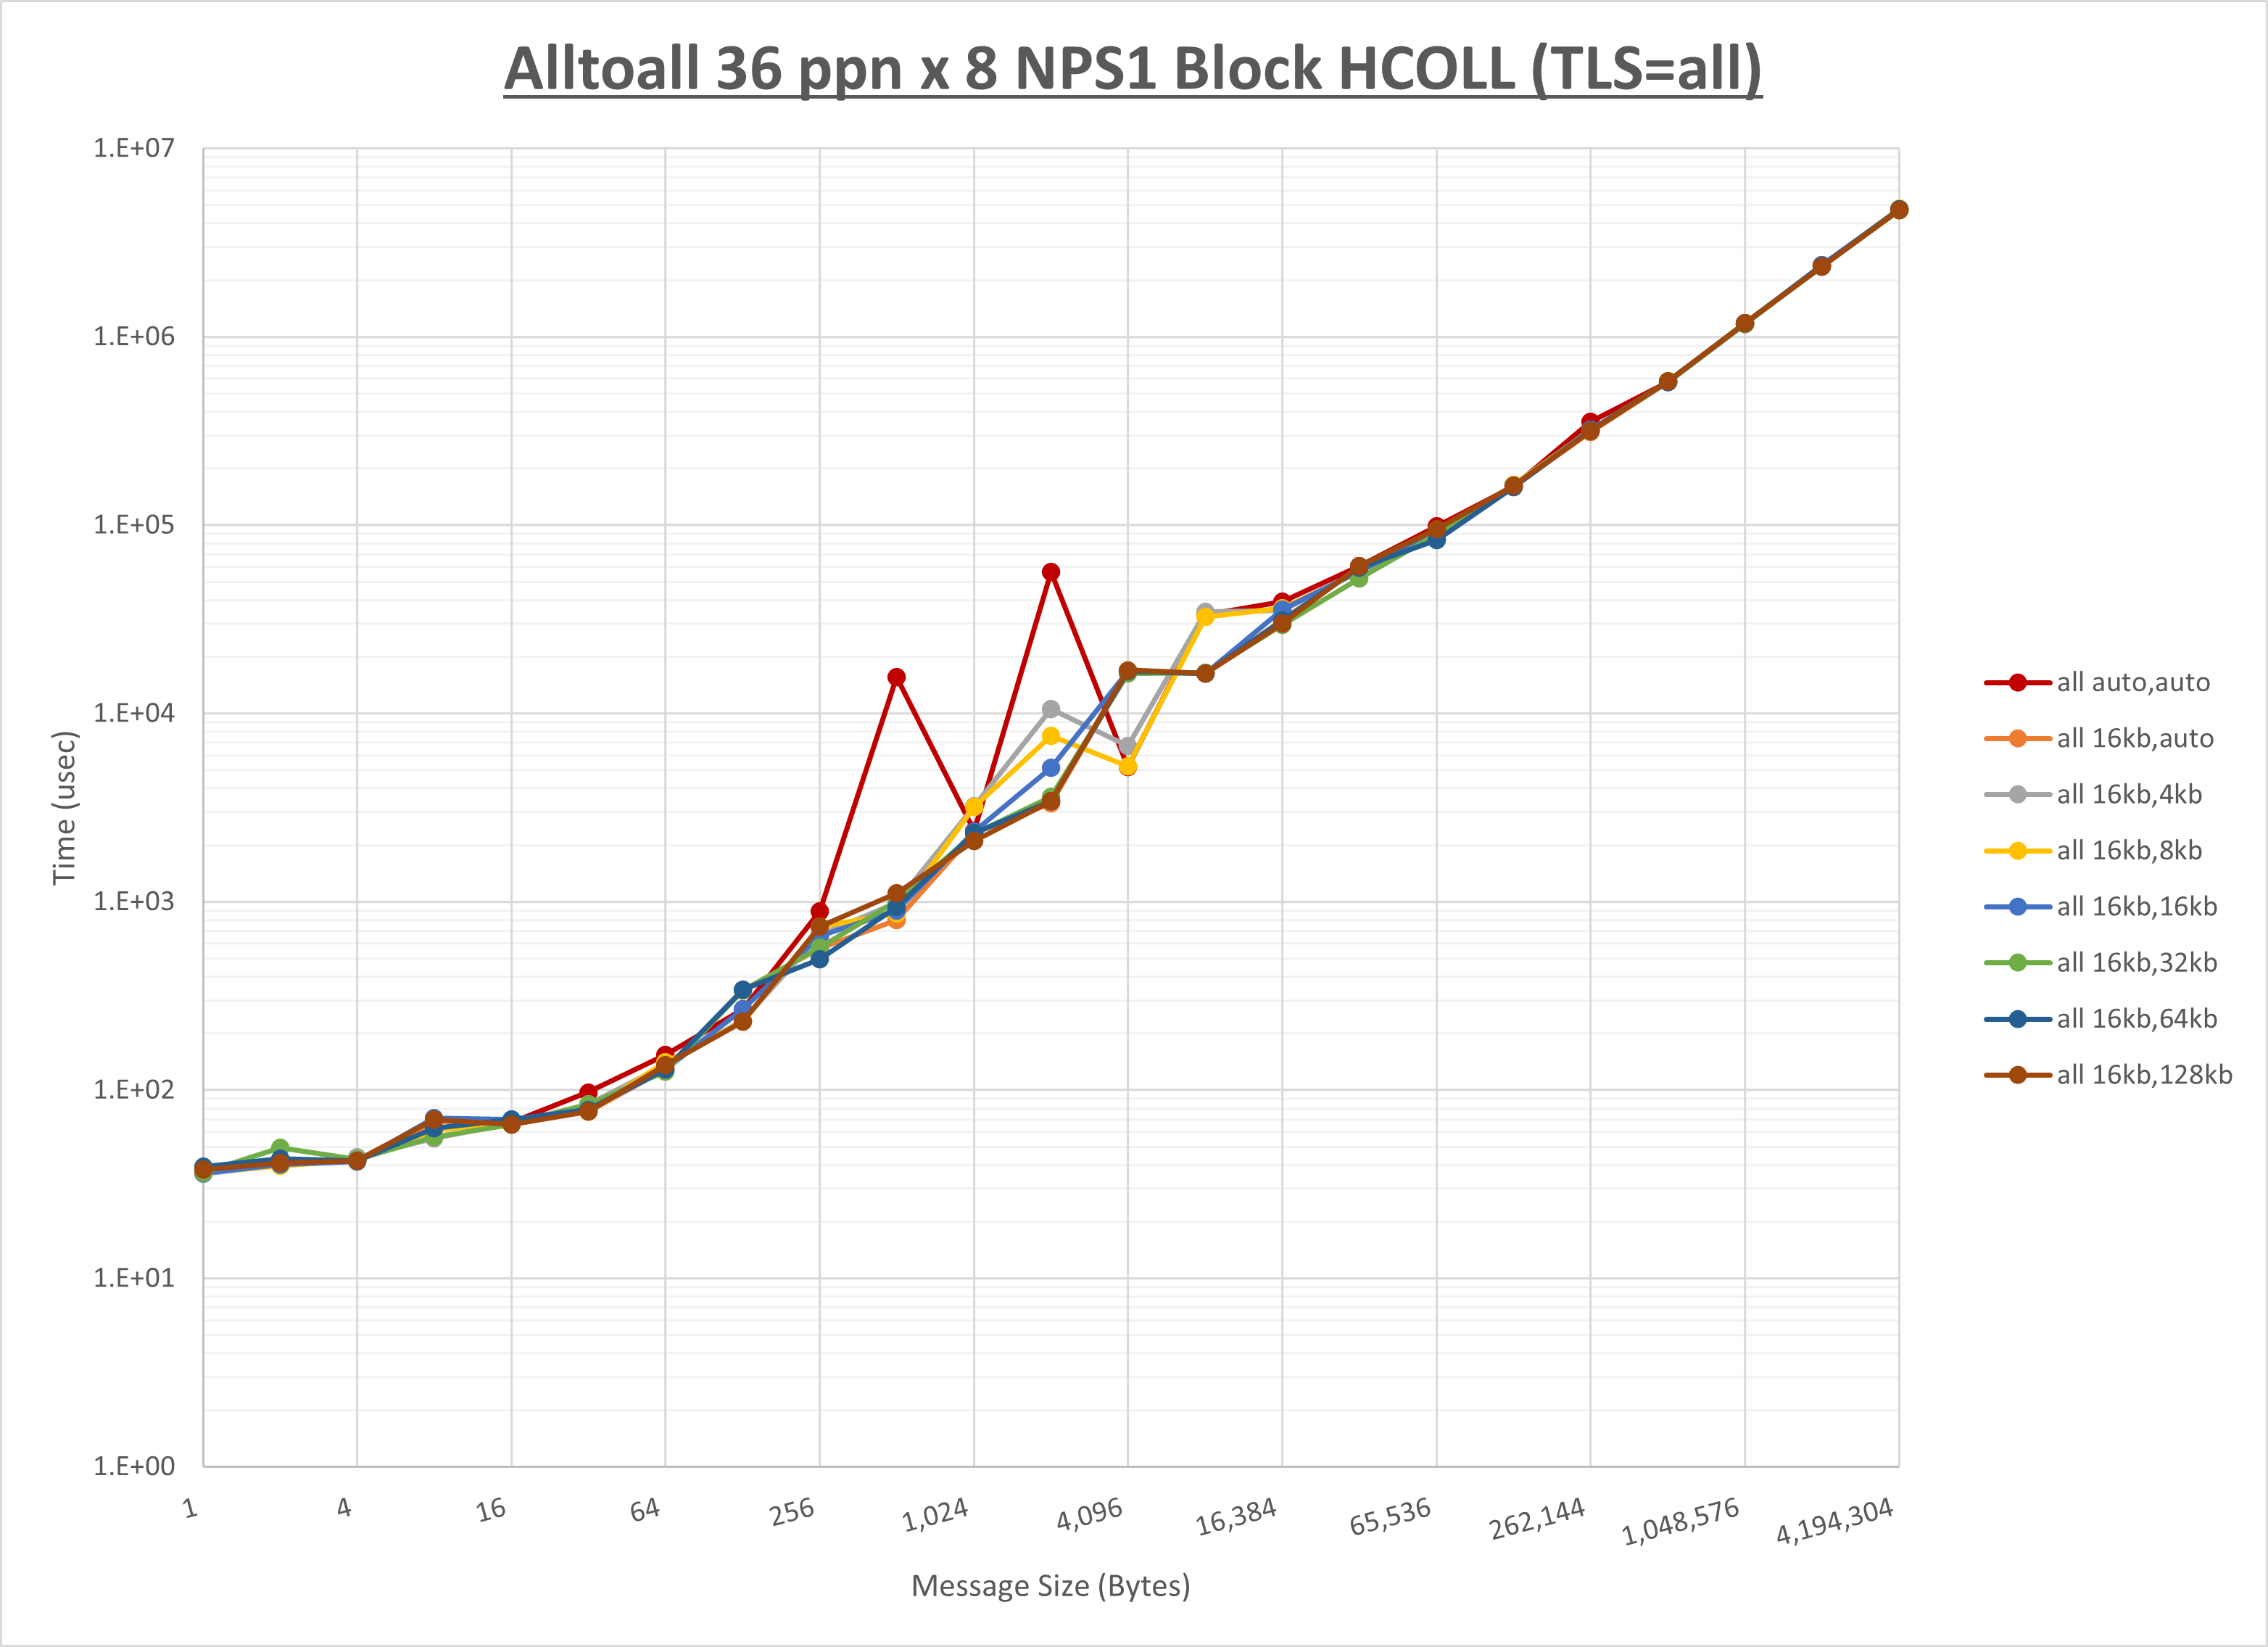 Alltoall 36 ppn x 8 NPS1 Block HCOLL (TLS=all)
1.E+07
1.E+06
1.E+05
1.E+04
1.E+03
1.E+02
1.E+01
1.E+00
Time (usec)
1
4
16
64
256
1,024
4,096
16,384
65,536
262,144
1,048,576
4,194,304
Message Size (Bytes)
all auto,auto
all 16kb,auto
all 16kb,4kb
all 16kb,8kb
all 16kb,16kb
all 16kb,32kb
all 16kb,64kb
all 16kb,128kb